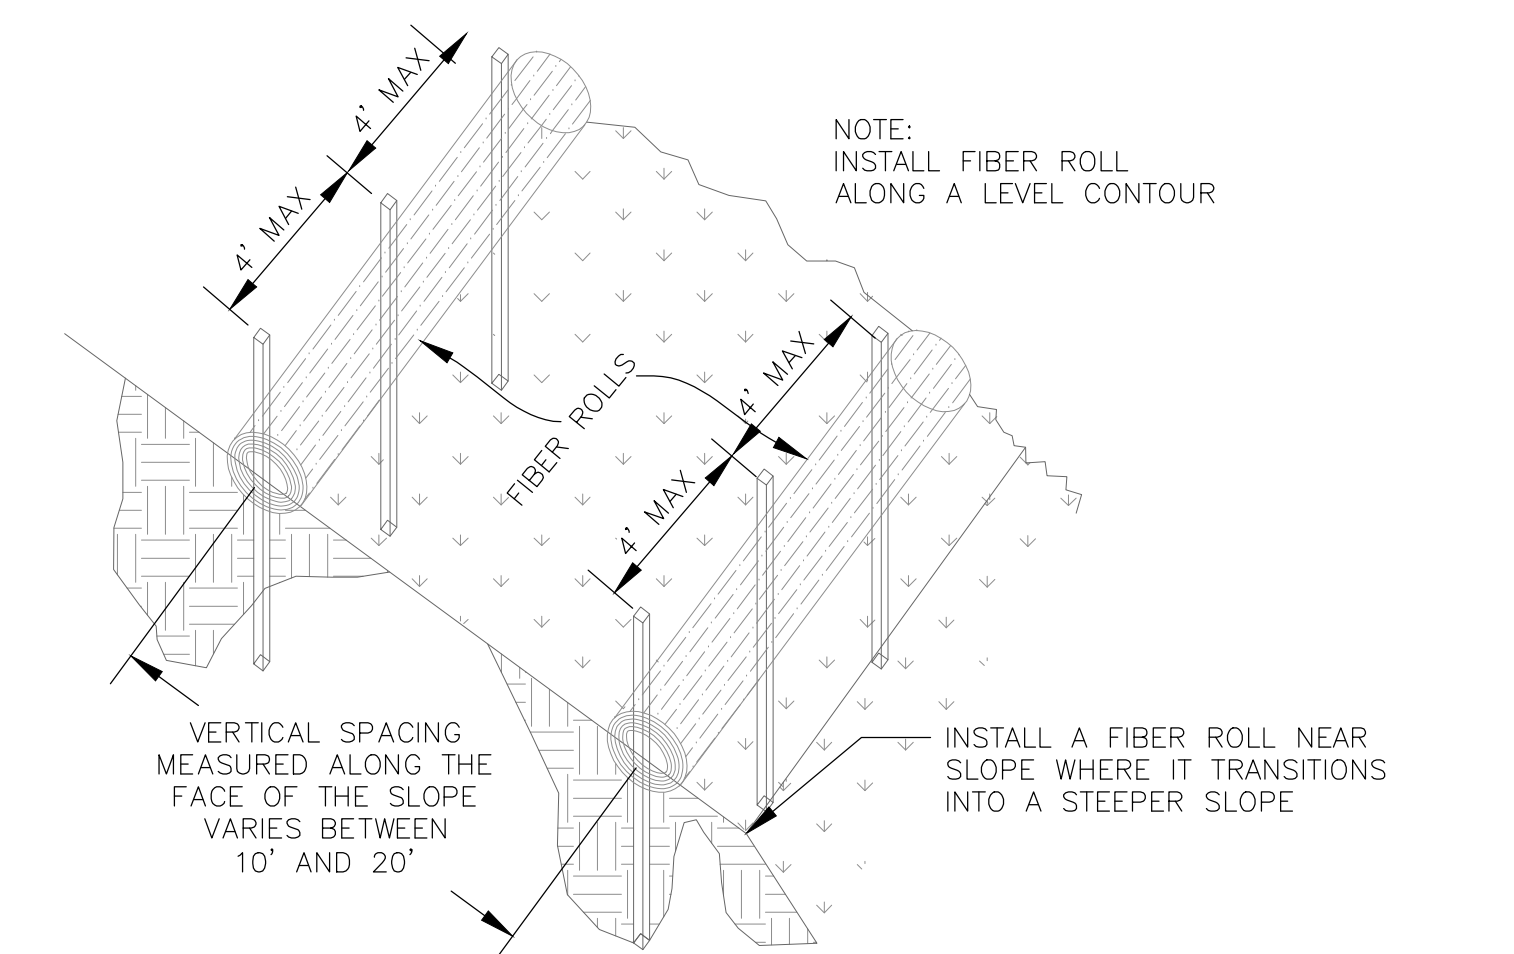 4' MAX
4' MAX
NOTE:
INSTALL FIBER ROLL
ALONG A LEVEL CONTOUR
FIBER ROLLS
4' MAX
4' MAX
VERTICAL SPACING
MEASURED ALONG THE
FACE OF THE SLOPE
VARIES BETWEEN
10' AND 20'
INSTALL A FIBER ROLL NEAR
SLOPE WHERE IT TRANSITIONS
INTO A STEEPER SLOPE